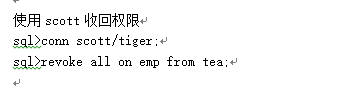 使用 scott 收回权限
sql>conn scott/tiger;
sql>revoke all on emp from tea;